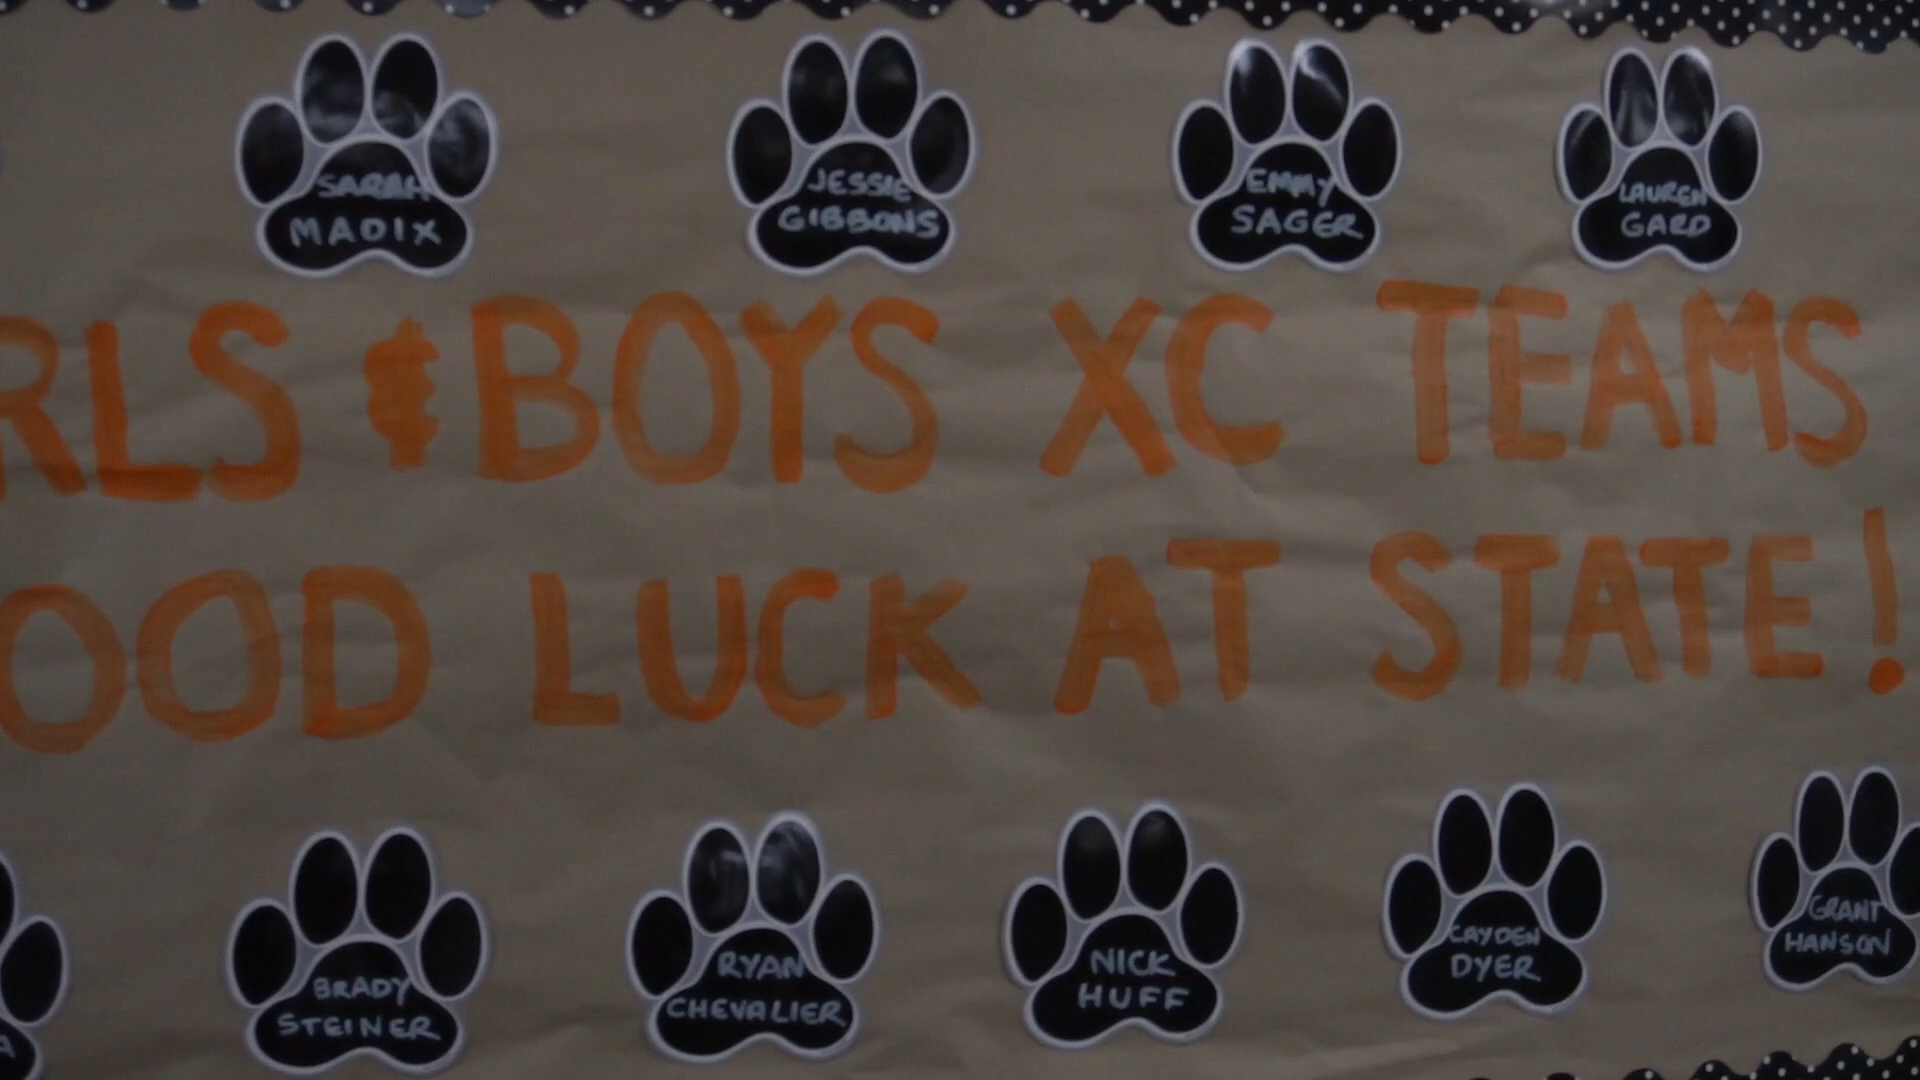 SARAH
MADIX
JESSIE
GIBBONS
EMMY
SAGER
LAUREN
GARD
RLS & BOYS XC TEAMS
OOD LUCK AT STATE!
A
BRADY
STEINER
RYAN
CHEVALIER
NICK
HUFF
CAYDEN
DYER
GRANT
HANSON